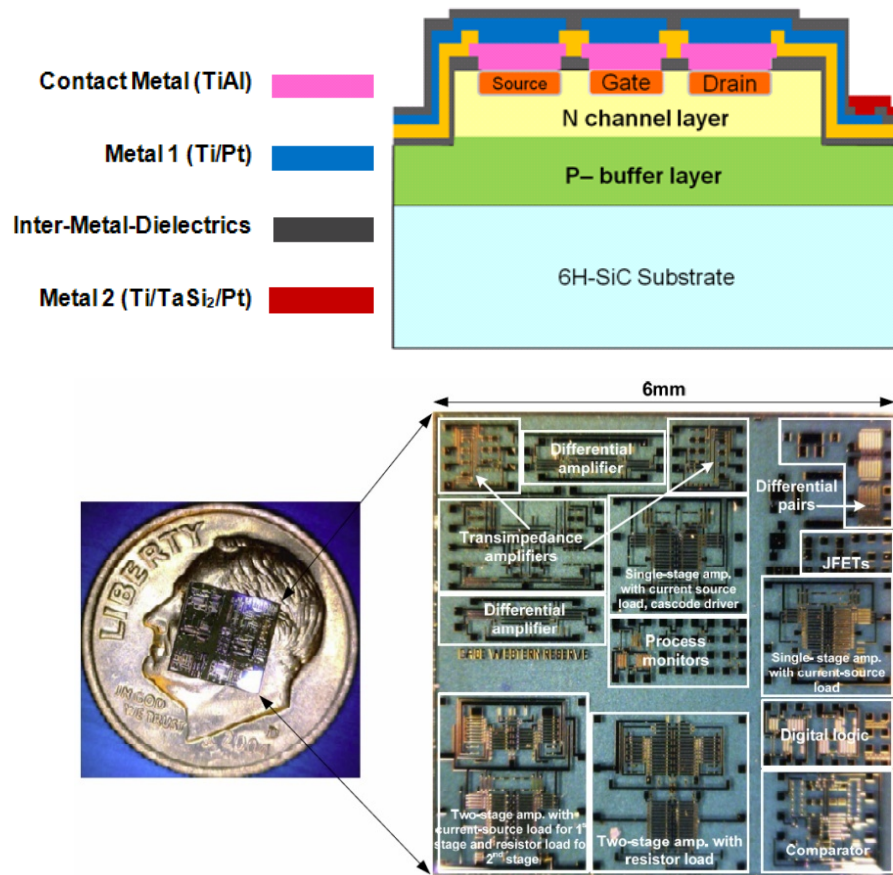 Contact Metal (TiAl)
Metal 1 (Ti/Pt)
Inter-Metal-Dielectrics
Metal 2 (Ti/TaSi₂/Pt)
Source
Gate
Drain
N channel layer
P– buffer layer
6H-SiC Substrate
6mm
LIBERTY
IN GOD
WE TRUST
Differential
amplifier
Differential
pairs
Transimpedance
amplifiers
JFETs
Single-stage amp.
with current source
load, cascode driver
Differential
amplifier
Process
monitors
WESTERN RESERVE
Single- stage amp.
with current-source
load
Digital logic
Two-stage amp. with
current-source load for 1
stage and resistor load for
2nd stage
Two-stage amp. with
resistor load
Comparator